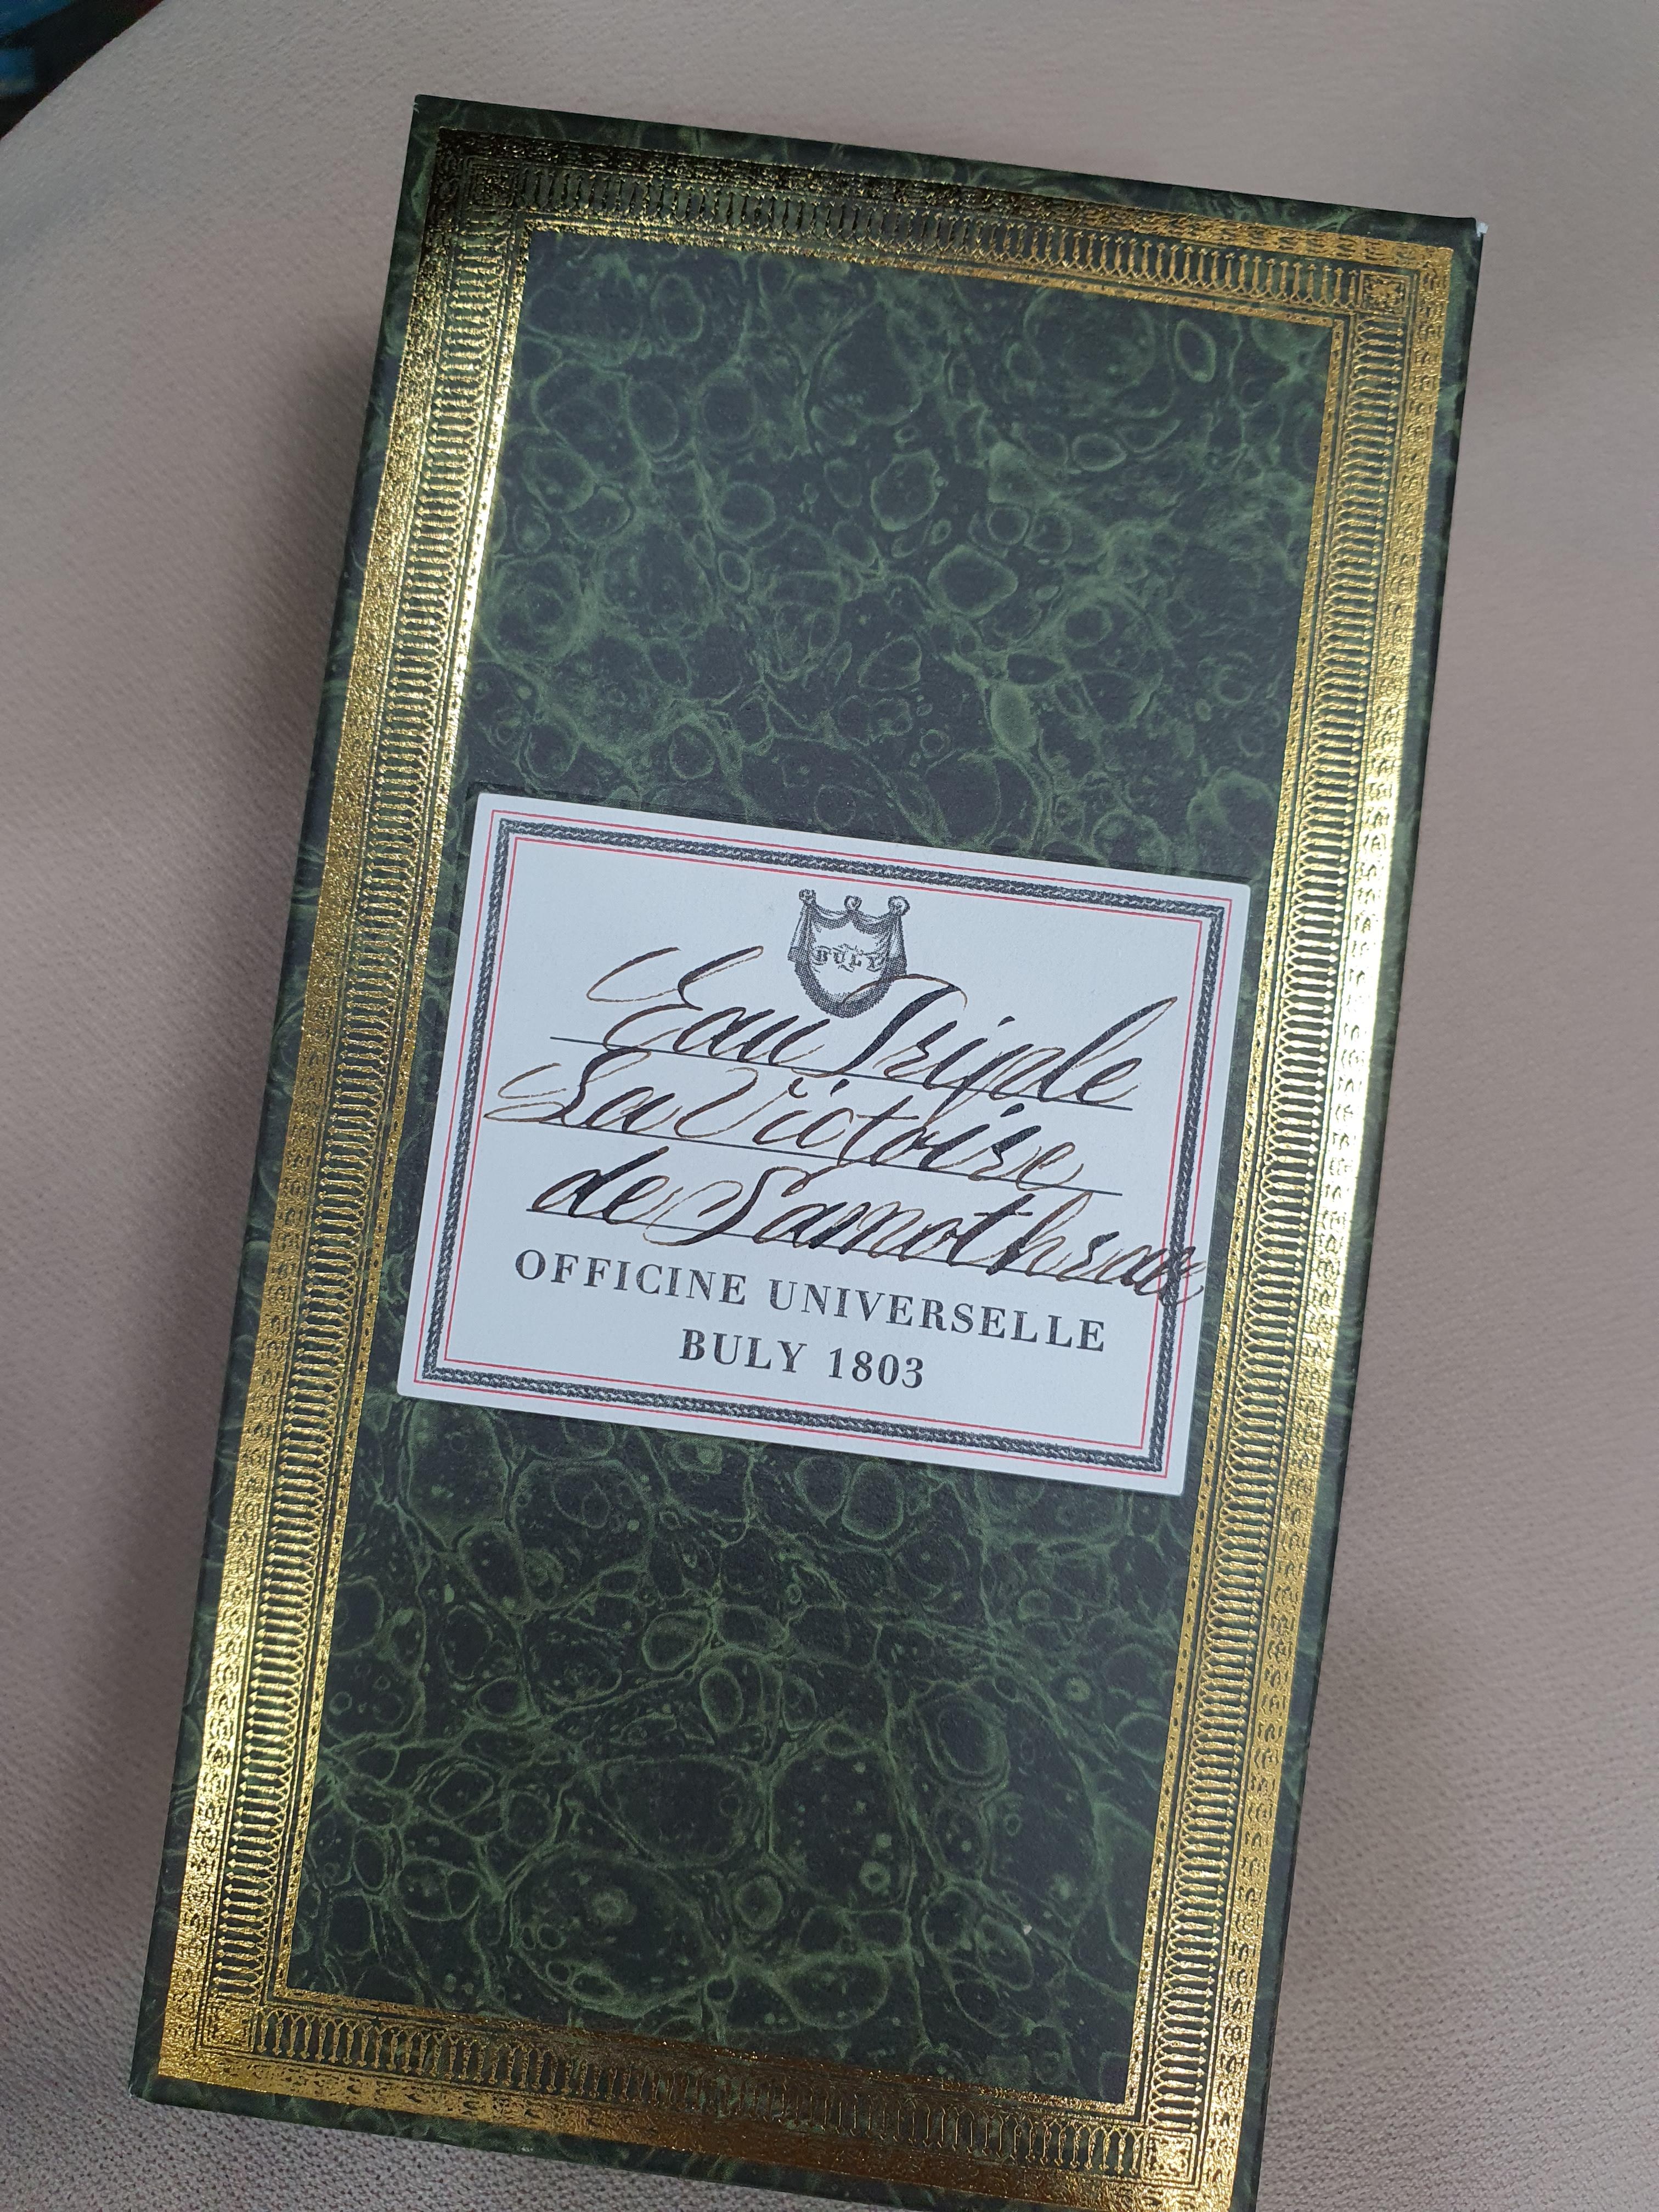 BULY
Eau Triple
La Victoire
de Samothrace
OFFICINE UNIVERSELLE
BULY 1803